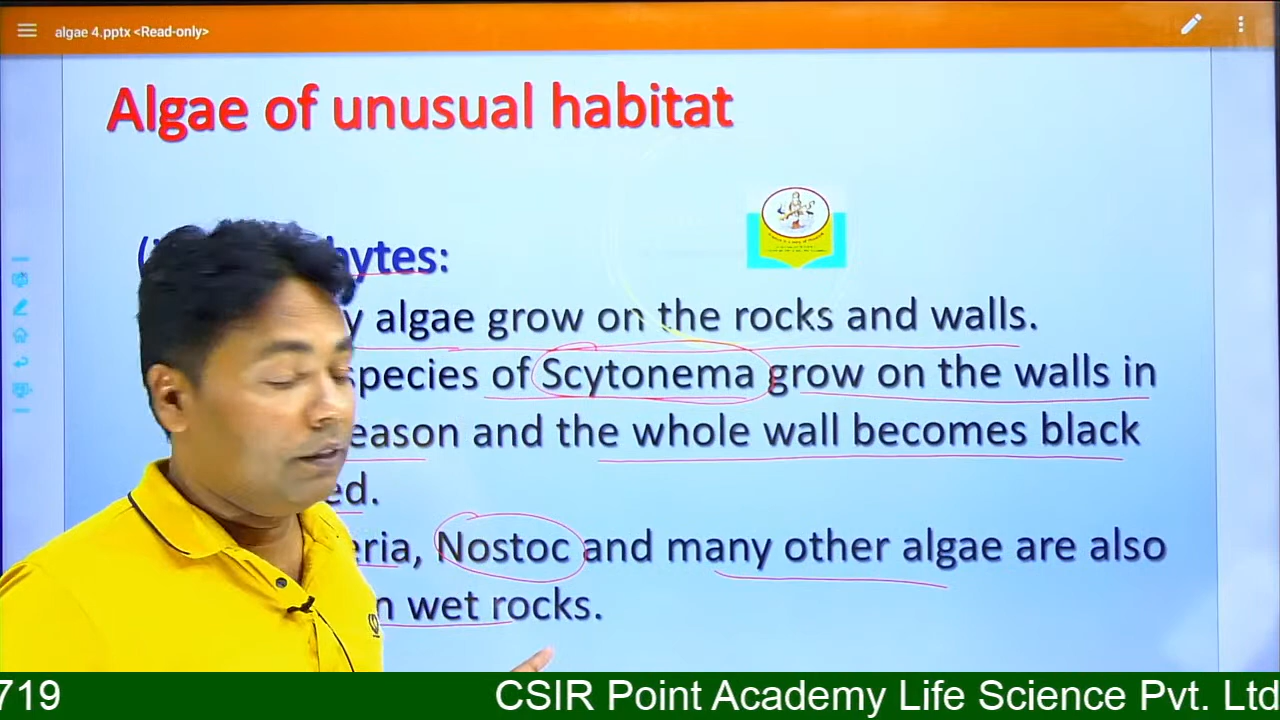 algae 4.pptx <Read-only>
Algae of unusual habitat
hytes:
y algae grow on the rocks and walls.
species of Scytonema grow on the walls in
eason and the whole wall becomes black
ed.
eria, Nostoc and many other algae are also
n wet rocks.
719 CSIR Point Academy Life Science Pvt. Ltd